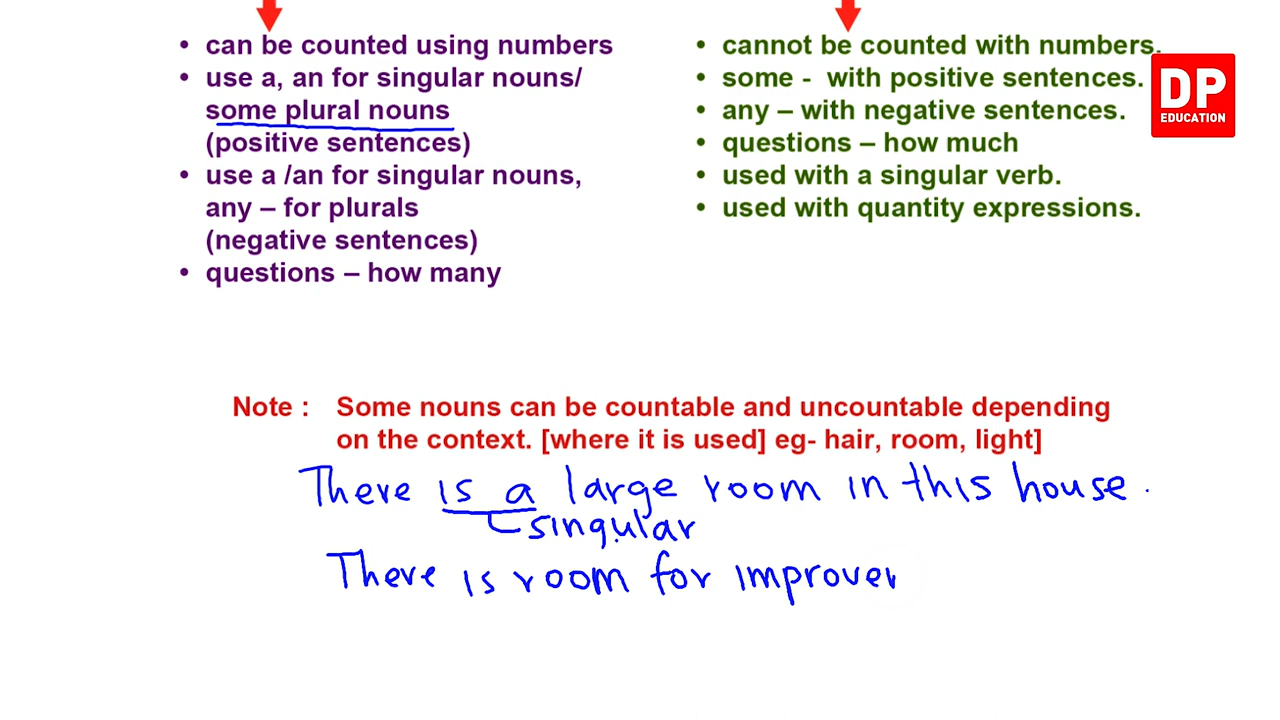 • can be counted using numbers
• use a, an for singular nouns/
some plural nouns
(positive sentences)
• use a /an for singular nouns,
any – for plurals
(negative sentences)
• questions – how many
• cannot be counted with numbers.
• some - with positive sentences.
• any – with negative sentences.
• questions – how much
• used with a singular verb.
• used with quantity expressions.
DP
EDUCATION
Note : Some nouns can be countable and uncountable depending
on the context. [where it is used] eg- hair, room, light]
There is a large room in this house.
singular
There is room for improve